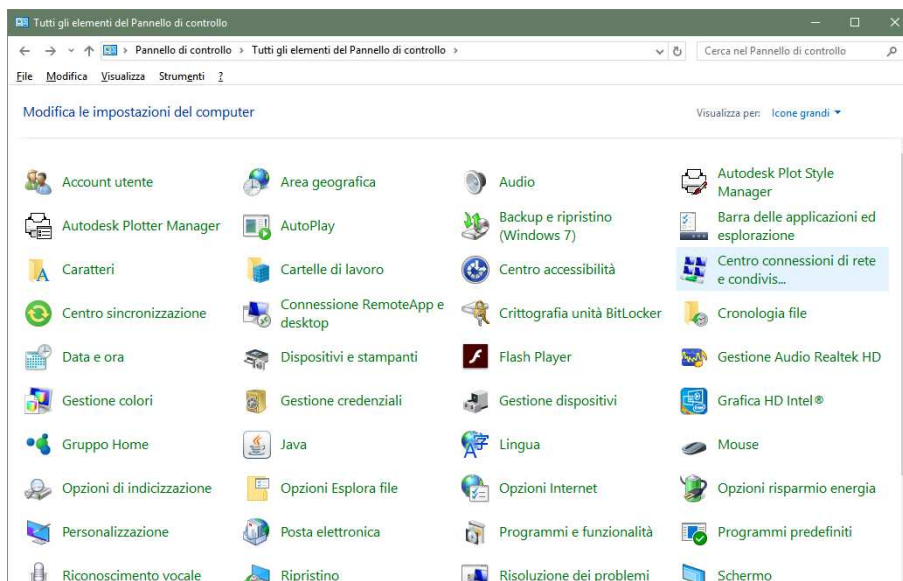 Tutti gli elementi del Pannello di controllo
Pannello di controllo > Tutti gli elementi del Pannello di controllo >
Cerca nel Pannello di controllo
File Modifica Visualizza Strumenti ?
Modifica le impostazioni del computer
Visualizza per: Icone grandi
Account utente
Area geografica
Audio
Autodesk Plot Style
Manager
Autodesk Plotter Manager
AutoPlay
Backup e ripristino
(Windows 7)
Barra delle applicazioni ed
esplorazione
Caratteri
Cartelle di lavoro
Centro accessibilità
Centro connessioni di rete
e condivis...
Centro sincronizzazione
Connessione RemoteApp e
desktop
Crittografia unità BitLocker
Cronologia file
Data e ora
Dispositivi e stampanti
Flash Player
Gestione Audio Realtek HD
Gestione colori
Gestione credenziali
Gestione dispositivi
Grafica HD Intel®
Gruppo Home
Java
Lingua
Mouse
Opzioni di indicizzazione
Opzioni Esplora file
Opzioni Internet
Opzioni risparmio energia
Personalizzazione
Posta elettronica
Programmi e funzionalità
Programmi predefiniti
Riconoscimento vocale
Ripristino
Risoluzione dei problemi
Schermo